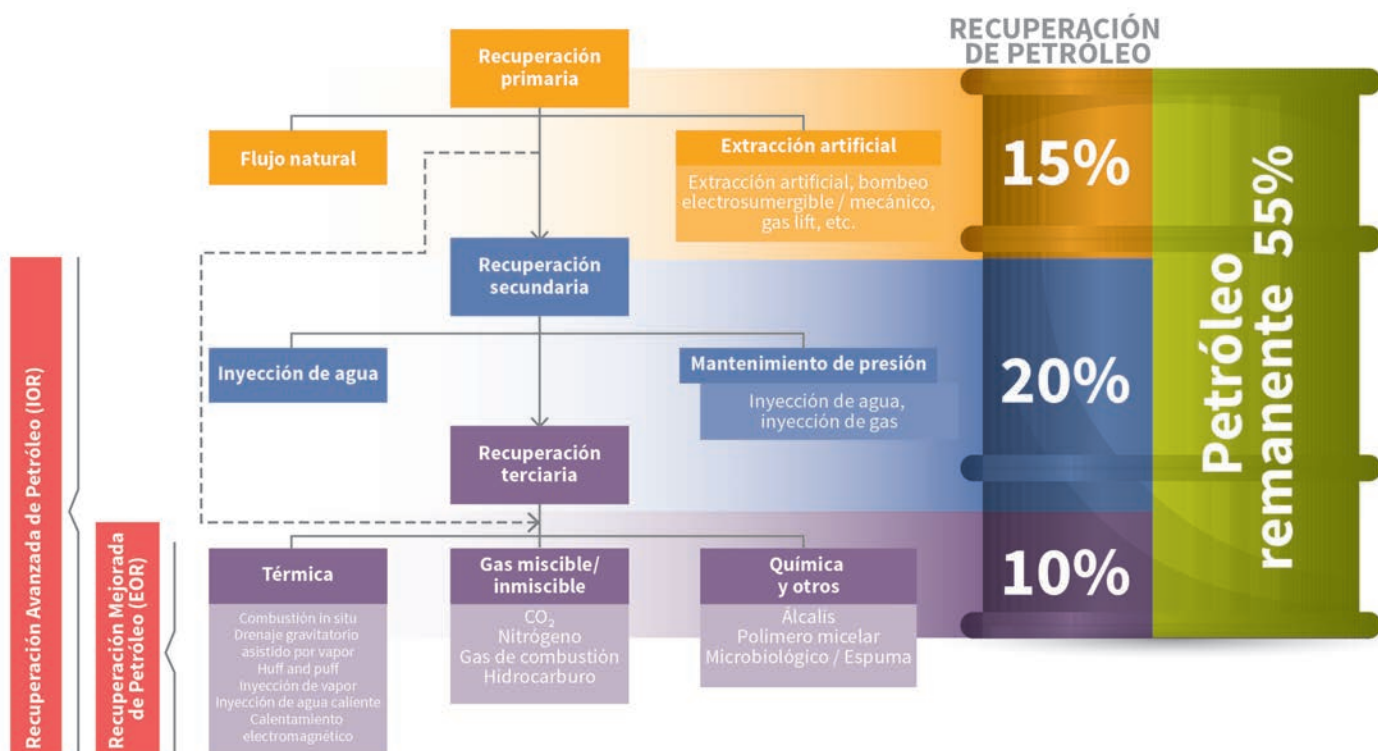 RECUPERACIÓN
DE PETRÓLEO
Recuperación
primaria
Flujo natural
Extracción artificial
Extracción artificial, bombeo
electrosumergible / mecánico,
gas lift, etc.
15%
Recuperación
secundaria
Inyección de agua
Mantenimiento de presión
Inyección de agua,
inyección de gas
20%
Recuperación
terciaria
Térmica
Combustión in situ
Drenaje gravitatorio
asistido por vapor
Huff and puff
Inyección de vapor
Inyección de agua caliente
Calentamiento
electromagnético
Gas miscible/
inmiscible
CO₂
Nitrógeno
Gas de combustión
Hidrocarburo
Química
y otros
Álcalis
Polimero micelar
Microbiológico / Espuma
10%
Petróleo
remanente 55%
Recuperación Avanzada de Petróleo (IOR)
Recuperación Mejorada
de Petróleo (EOR)